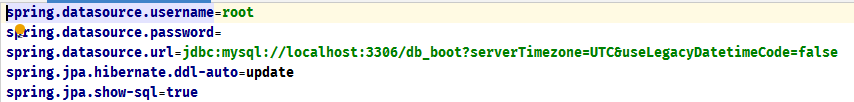 spring.datasource.username=root
spring.datasource.password=
spring.datasource.url=jdbc:mysql://localhost:3306/db_boot?serverTimezone=UTC&useLegacyDatetimeCode=false
spring.jpa.hibernate.ddl-auto=update
spring.jpa.show-sql=true